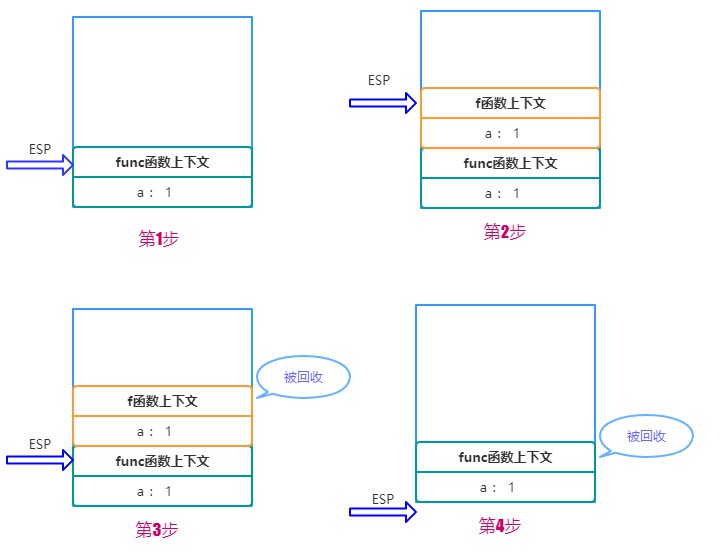 ESP
func函数上下文
a： 1
第1步
ESP
f函数上下文
a： 1
func函数上下文
a： 1
第2步
被回收
f函数上下文
a： 1
ESP
func函数上下文
a： 1
第3步
被回收
func函数上下文
a： 1
ESP
第4步